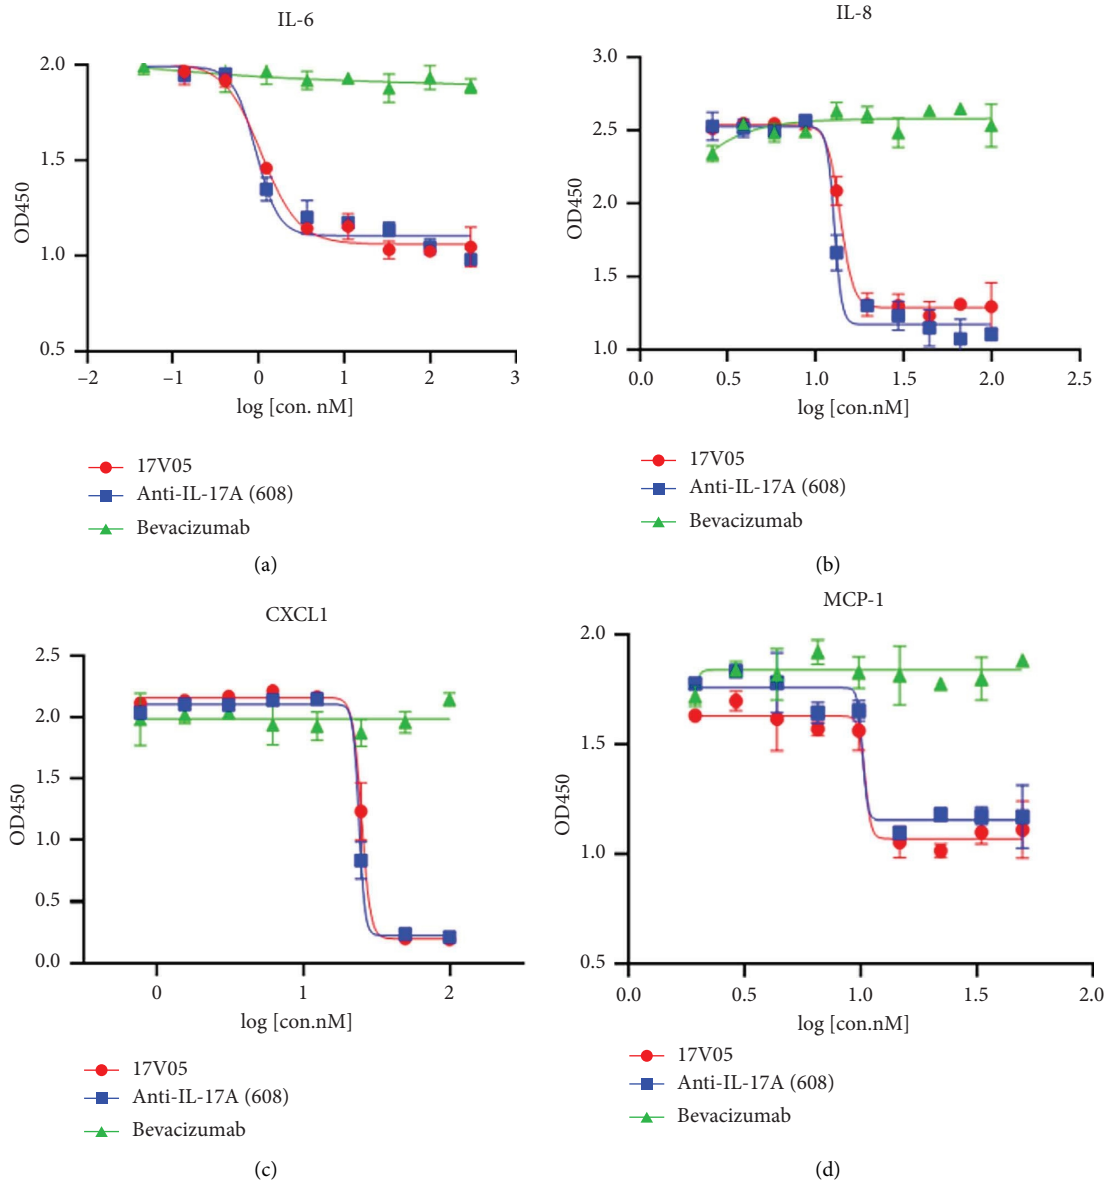 IL-6
2.0
1.5
1.0
0.5
OD450
−2
−1
0
1
2
3
log [con. nM]
17V05
Anti-IL-17A (608)
Bevacizumab
(a)
IL-8
3.0
2.5
2.0
1.5
1.0
OD450
0.0
0.5
1.0
1.5
2.0
2.5
log [con.nM]
17V05
Anti-IL-17A (608)
Bevacizumab
(b)
CXCL1
2.5
2.0
1.5
1.0
0.5
0.0
OD450
0
1
2
log [con.nM]
17V05
Anti-IL-17A (608)
Bevacizumab
(c)
MCP-1
2.0
1.5
1.0
0.5
OD450
0.0
0.5
1.0
1.5
2.0
log [con.nM]
17V05
Anti-IL-17A (608)
Bevacizumab
(d)